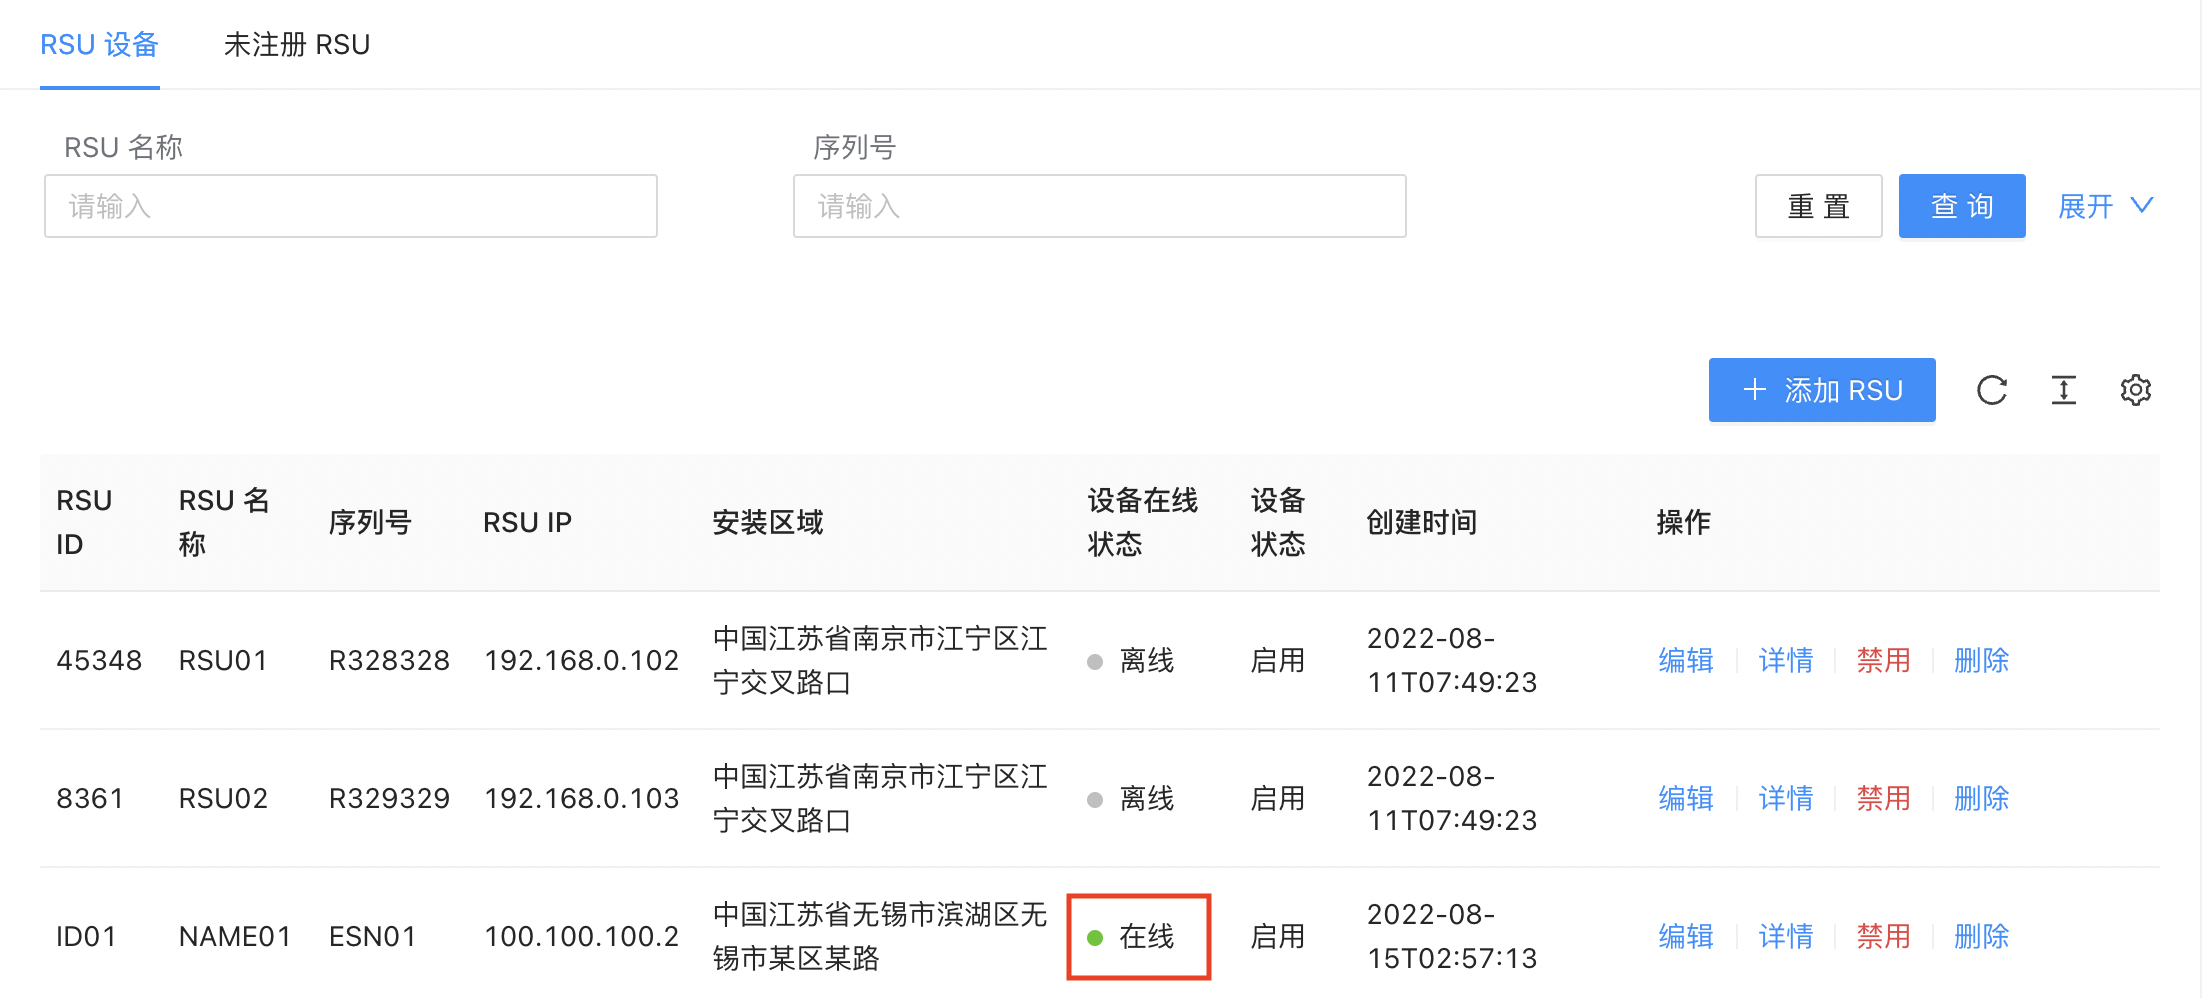 RSU 设备 未注册 RSU
RSU 名称 序列号
请输入 请输入 重 置 查 询 展开
添加 RSU
RSU ID RSU 名称 序列号 RSU IP 安装区域 设备在线状态 设备状态 创建时间 操作
45348 RSU01 R328328 192.168.0.102 中国江苏省南京市江宁区江宁交叉路口 离线 启用 2022-08-11T07:49:23 编辑 详情 禁用 删除
8361 RSU02 R329329 192.168.0.103 中国江苏省南京市江宁区江宁交叉路口 离线 启用 2022-08-11T07:49:23 编辑 详情 禁用 删除
ID01 NAME01 ESN01 100.100.100.2 中国江苏省无锡市滨湖区无锡市某区某路 在线 启用 2022-08-15T02:57:13 编辑 详情 禁用 删除